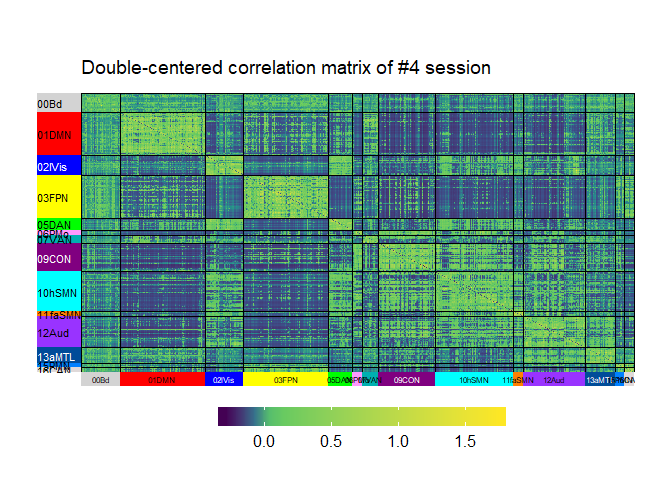 Double-centered correlation matrix of #4 session
00Bd
01DMN
02lVis
03FPN
05DAN
07VAN
09CON
10hSMN
11faSMN
12Aud
13aMTL
00Bd 01DMN 02lVis 03FPN 09CON 10hSMN 11faSMN 12Aud 13aMTL
0.0 0.5 1.0 1.5